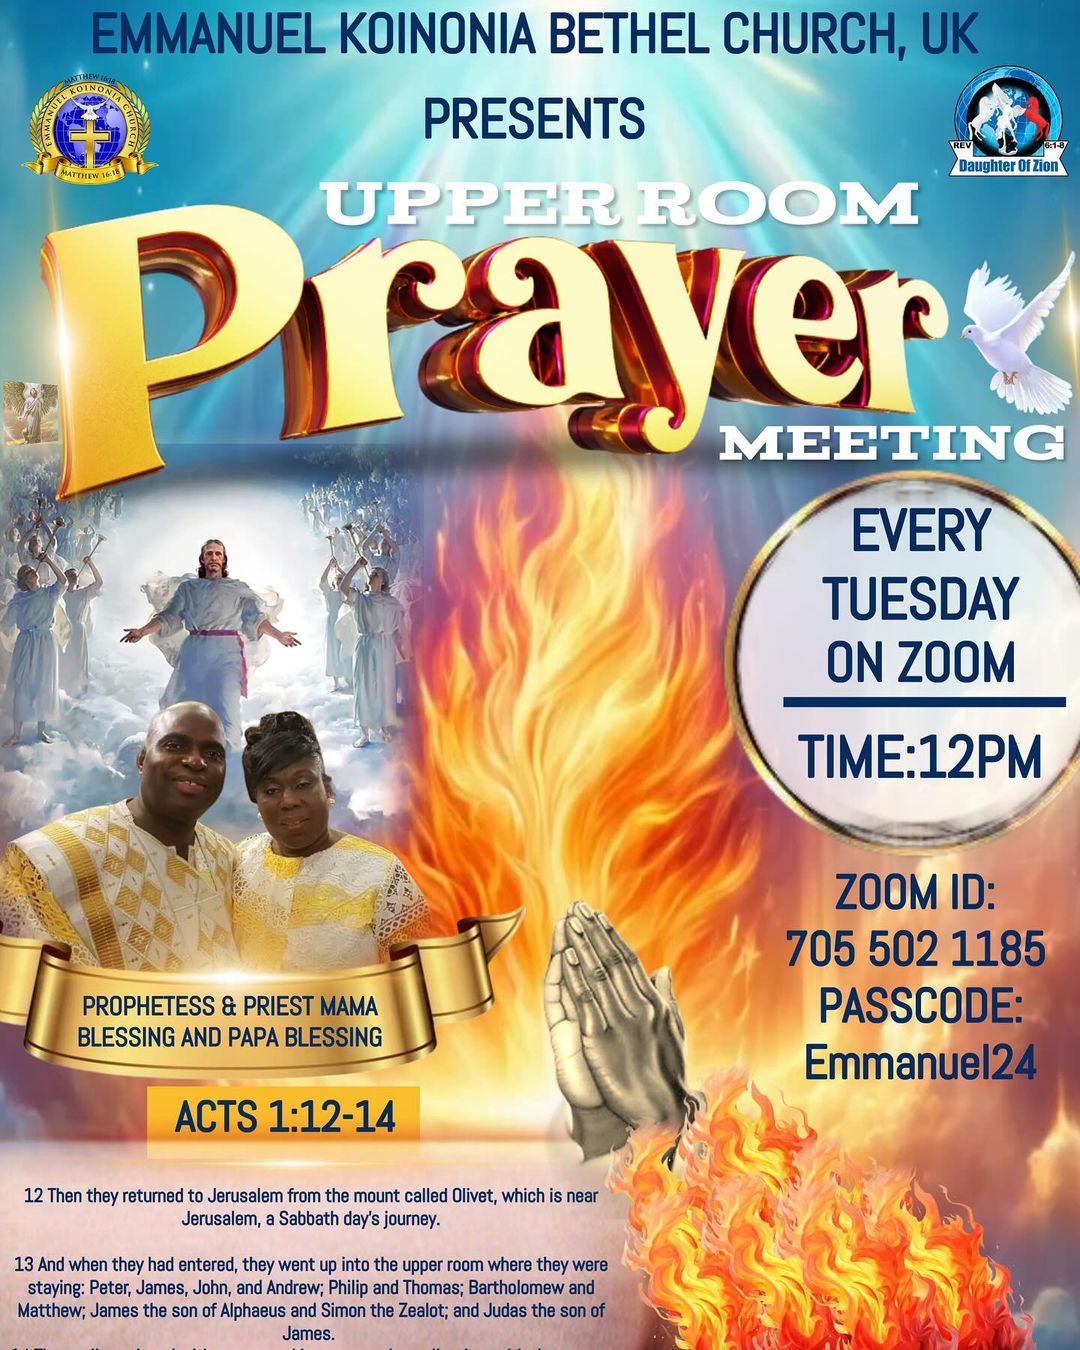 EMMANUEL KOINONIA BETHEL CHURCH, UK
PRESENTS
MATTHEW 16:18
EMMANUEL KOINONIA CHURCH
MATTHEW 16:18
REV 6:1-8
Daughter Of Zion
UPPER ROOM
Prayer
MEETING
EVERY
TUESDAY
ON ZOOM
TIME:12PM
ZOOM ID:
705 502 1185
PASSCODE:
Emmanuel24
PROPHETESS & PRIEST MAMA
BLESSING AND PAPA BLESSING
ACTS 1:12-14
12 Then they returned to Jerusalem from the mount called Olivet, which is near
Jerusalem, a Sabbath day's journey.
13 And when they had entered, they went up into the upper room where they were
staying: Peter, James, John, and Andrew; Philip and Thomas; Bartholomew and
Matthew; James the son of Alphaeus and Simon the Zealot; and Judas the son of
James.